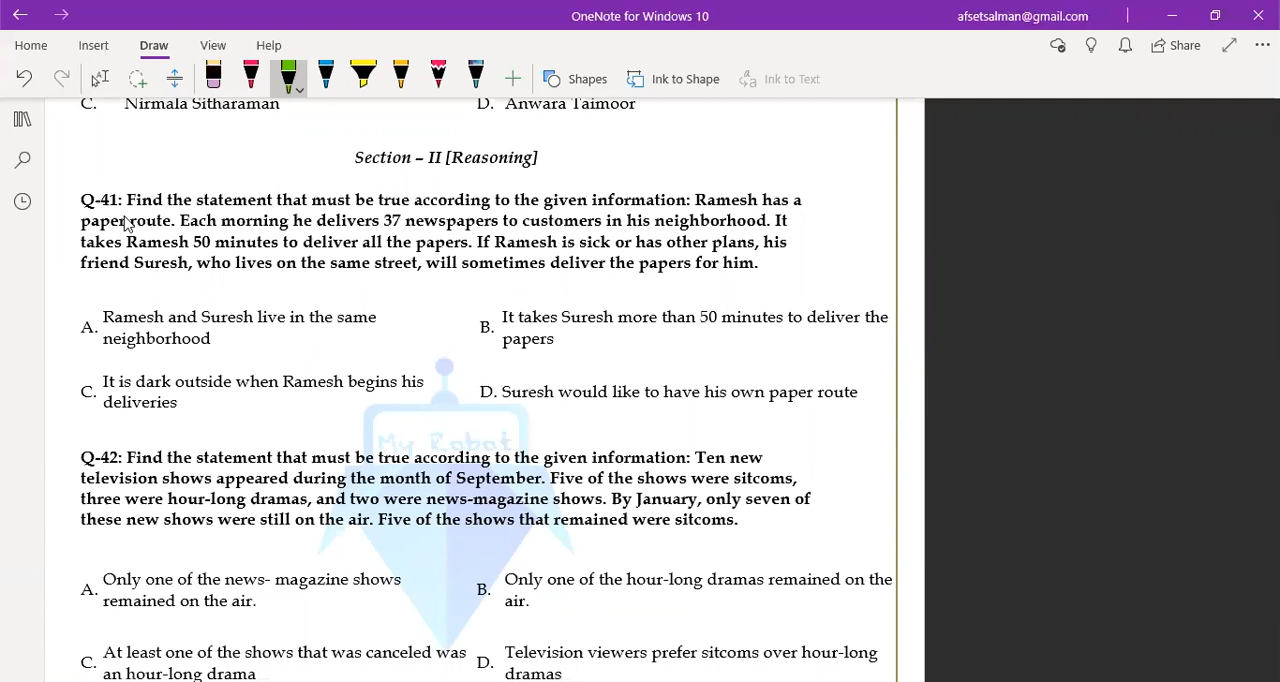 OneNote for Windows 10
afsetsalman@gmail.com
Home Insert Draw View Help
Share
Shapes Ink to Shape Ink to Text
C. Nirmala Sitharaman D. Anwara Taimoor
Section – II [Reasoning]
Q-41: Find the statement that must be true according to the given information: Ramesh has a
paper route. Each morning he delivers 37 newspapers to customers in his neighborhood. It
takes Ramesh 50 minutes to deliver all the papers. If Ramesh is sick or has other plans, his
friend Suresh, who lives on the same street, will sometimes deliver the papers for him.
A. Ramesh and Suresh live in the same
neighborhood
B. It takes Suresh more than 50 minutes to deliver the
papers
C. It is dark outside when Ramesh begins his
deliveries
D. Suresh would like to have his own paper route
My Robot
Q-42: Find the statement that must be true according to the given information: Ten new
television shows appeared during the month of September. Five of the shows were sitcoms,
three were hour-long dramas, and two were news-magazine shows. By January, only seven of
these new shows were still on the air. Five of the shows that remained were sitcoms.
A. Only one of the news- magazine shows
remained on the air.
B. Only one of the hour-long dramas remained on the
air.
C. At least one of the shows that was canceled was
an hour-long drama
D. Television viewers prefer sitcoms over hour-long
dramas